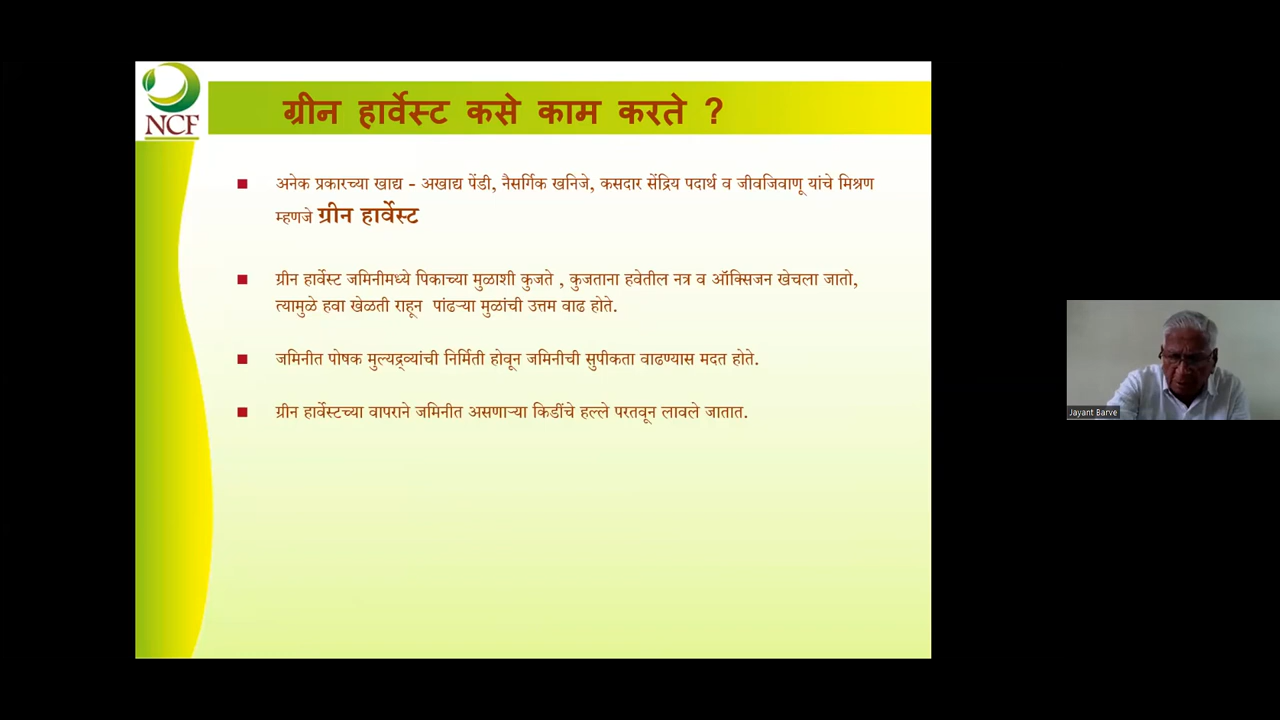 NCF
ग्रीन हार्वेस्ट कसे काम करते ?
अनेक प्रकारच्या खाद्य - अखाद्य पेंडी, नैसर्गिक खनिजे, कसदार सेंद्रिय पदार्थ व जीवजिवाणू यांचे मिश्रण
म्हणजे ग्रीन हार्वेस्ट
ग्रीन हार्वेस्ट जमिनीमध्ये पिकाच्या मुळाशी कुजते , कुजताना हवेतील नत्र व ऑक्सिजन खेचला जातो,
त्यामुळे हवा खेळती राहून पांढऱ्या मुळांची उत्तम वाढ होते.
जमिनीत पोषक मुल्यद्र्व्यांची निर्मिती होवून जमिनीची सुपीकता वाढण्यास मदत होते.
ग्रीन हार्वेस्टच्या वापराने जमिनीत असणाऱ्या किडींचे हल्ले परतवून लावले जातात.
Jayant Barve